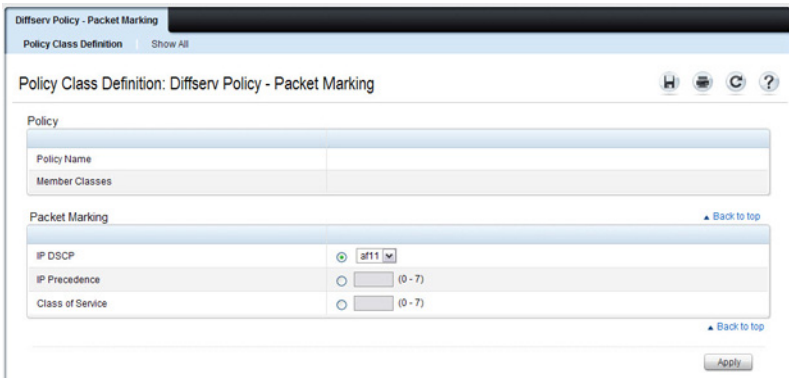 Diffserv Policy - Packet Marking
Policy Class Definition Show All
Policy Class Definition: Diffserv Policy - Packet Marking
Policy
Policy Name
Member Classes
Packet Marking Back to top
IP DSCP af11
IP Precedence (0 - 7)
Class of Service (0 - 7)
Back to top
Apply